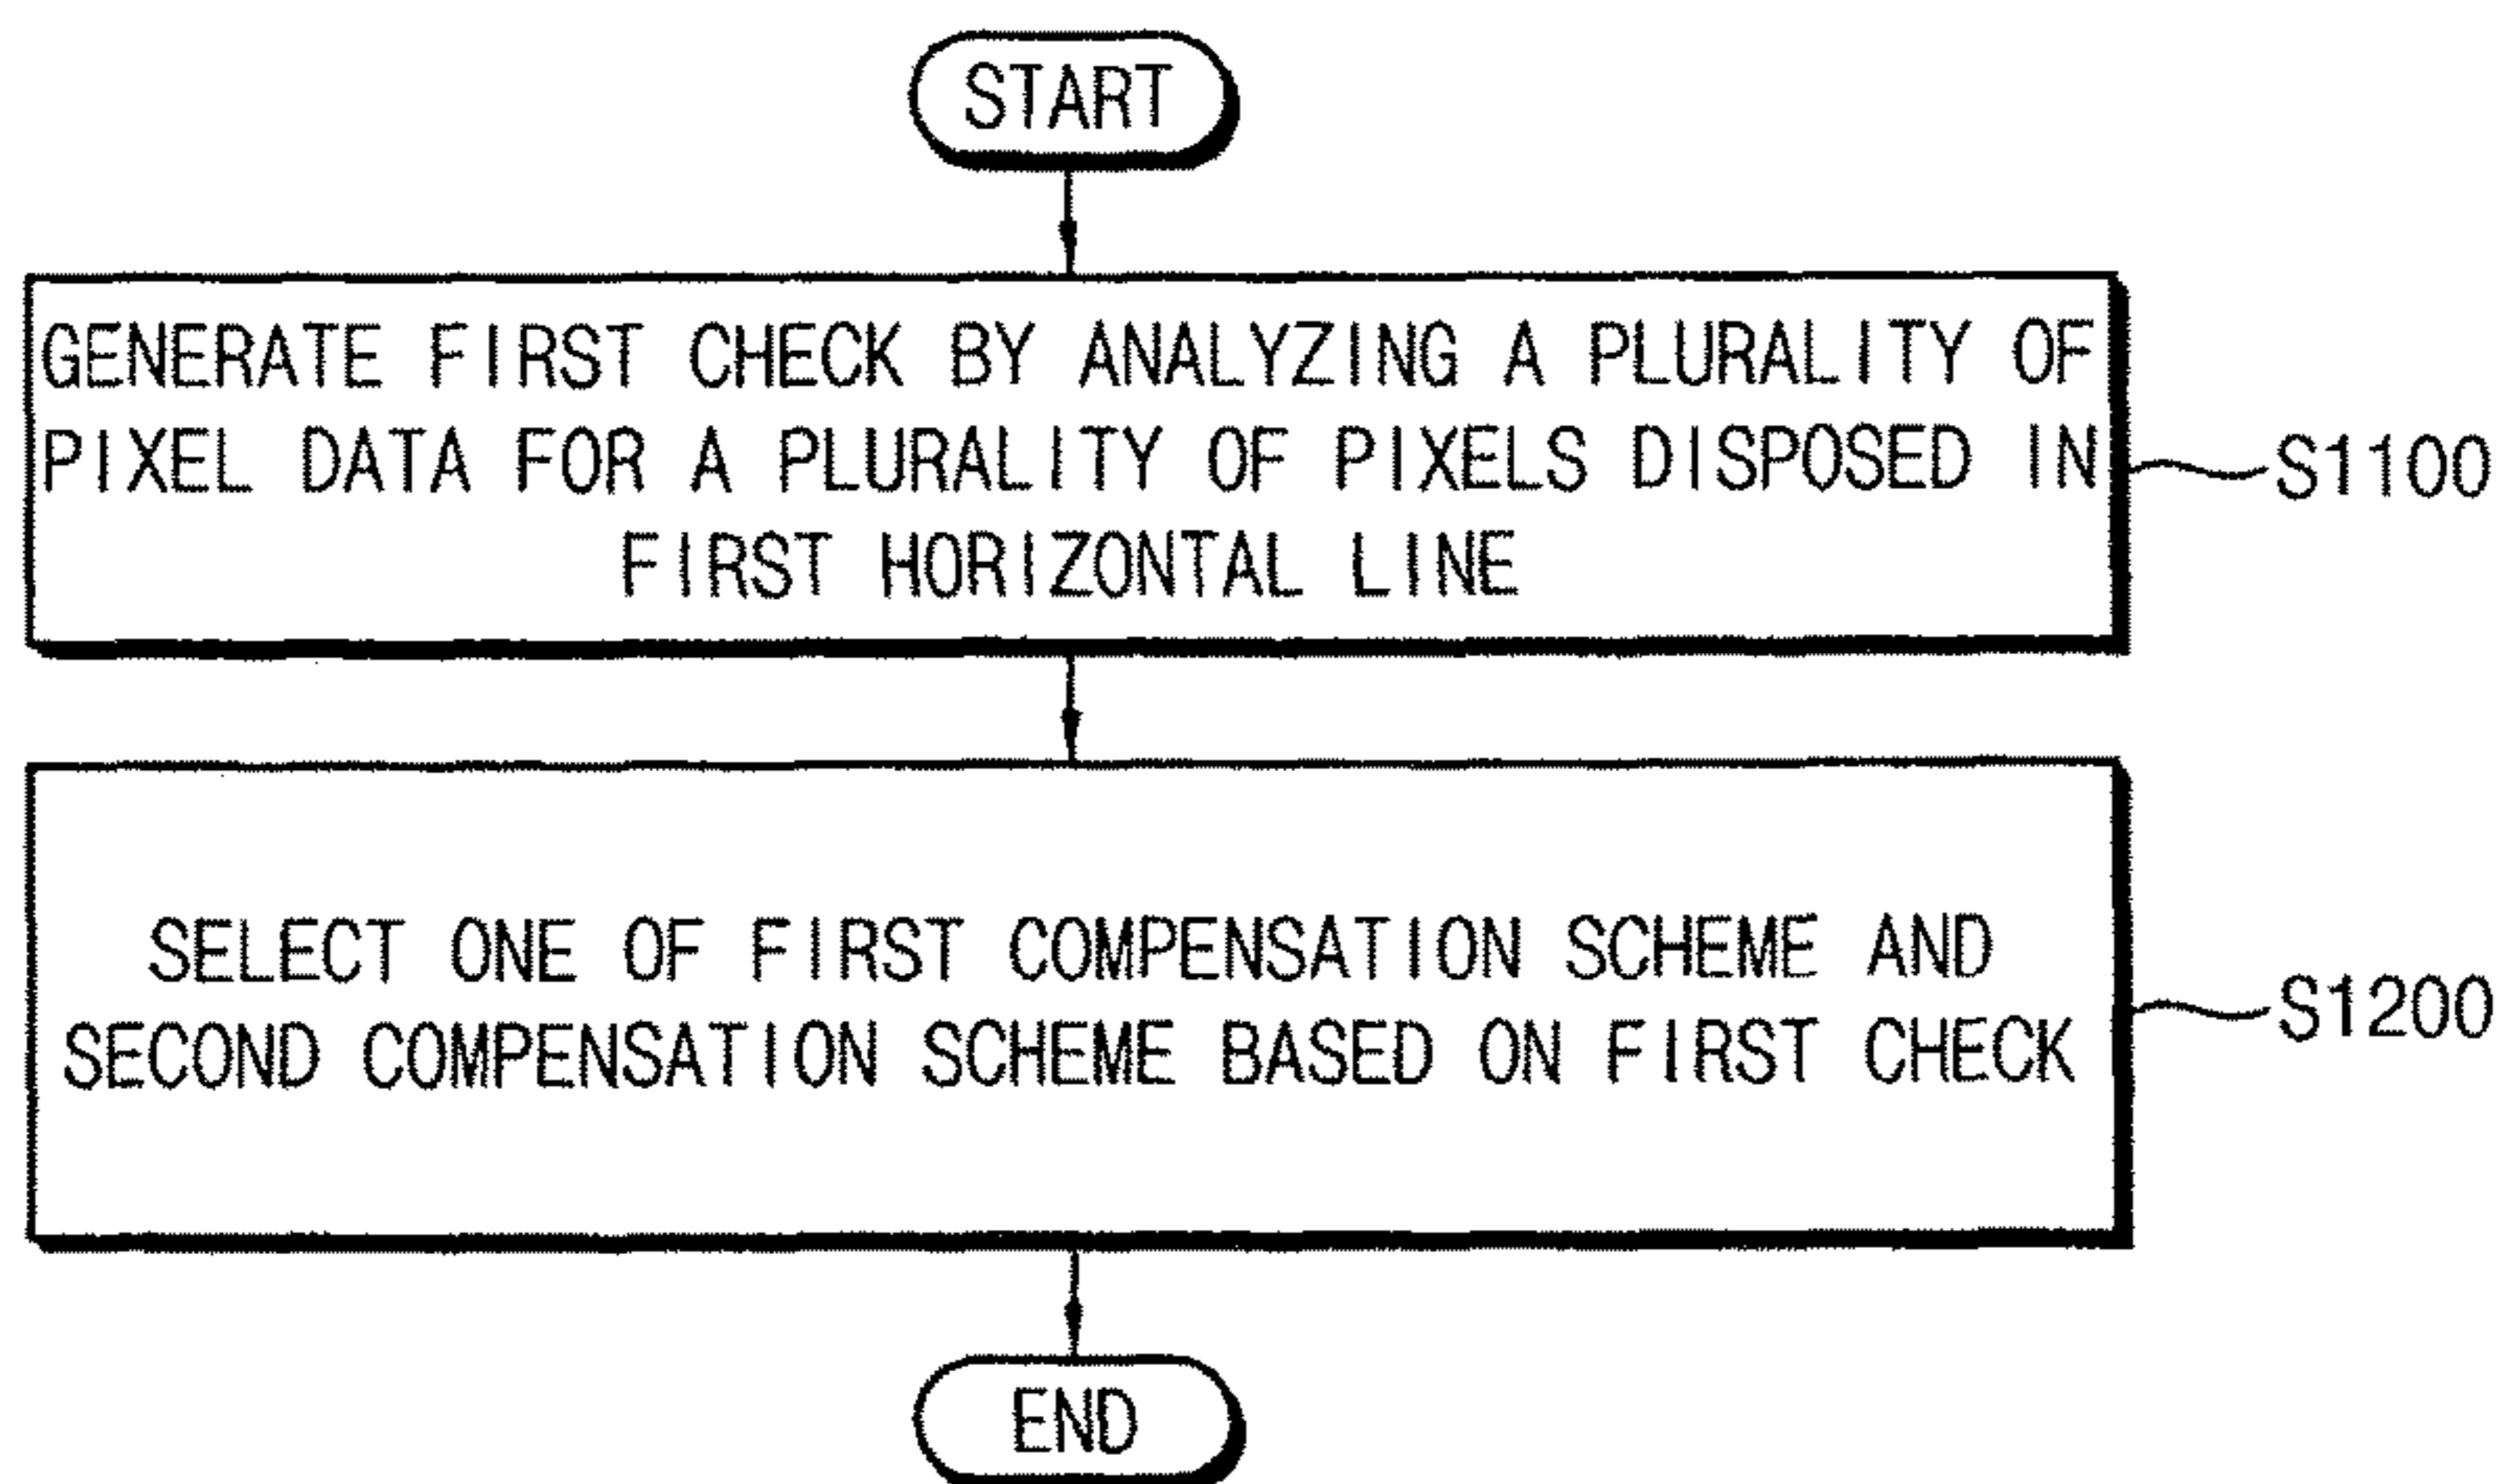 START
GENERATE FIRST CHECK BY ANALYZING A PLURALITY OF
PIXEL DATA FOR A PLURALITY OF PIXELS DISPOSED IN
FIRST HORIZONTAL LINE
S1100
SELECT ONE OF FIRST COMPENSATION SCHEME AND
SECOND COMPENSATION SCHEME BASED ON FIRST CHECK
S1200
END